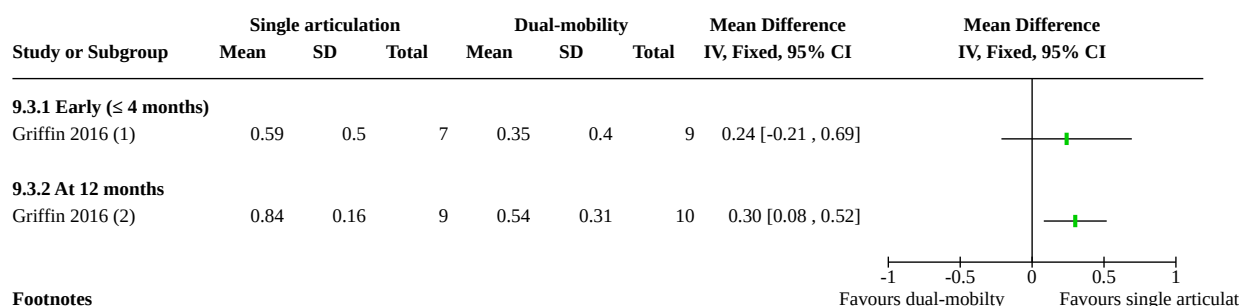 Single articulation Dual-mobility Mean Difference Mean Difference
Study or Subgroup Mean SD Total Mean SD Total IV, Fixed, 95% CI IV, Fixed, 95% CI
9.3.1 Early (≤ 4 months)
Griffin 2016 (1) 0.59 0.5 7 0.35 0.4 9 0.24 [-0.21 , 0.69]
9.3.2 At 12 months
Griffin 2016 (2) 0.84 0.16 9 0.54 0.31 10 0.30 [0.08 , 0.52]
-1 -0.5 0 0.5 1
Footnotes Favours dual-mobilty Favours single articulat